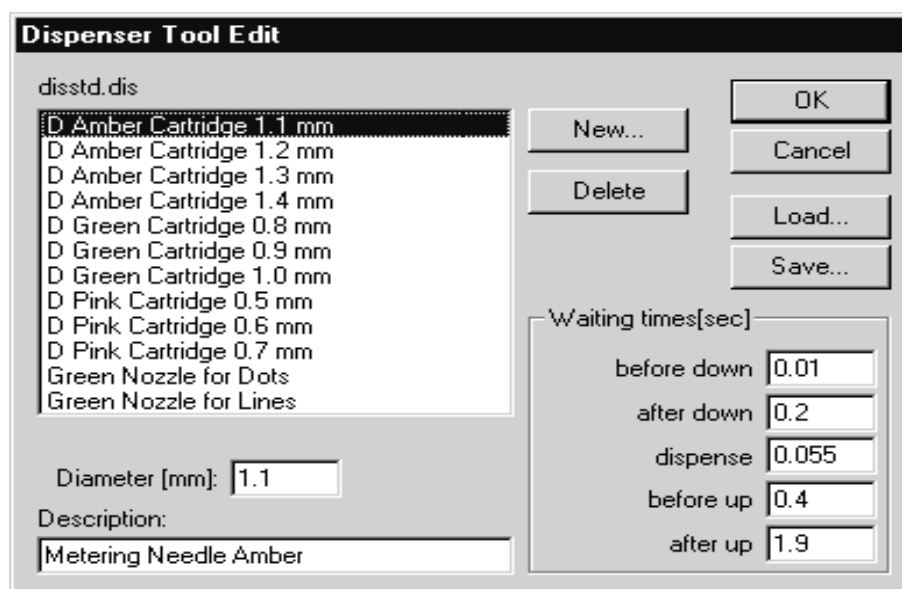 Dispenser Tool Edit
disstd.dis
D Amber Cartridge 1.1 mm
D Amber Cartridge 1.2 mm
D Amber Cartridge 1.3 mm
D Amber Cartridge 1.4 mm
D Green Cartridge 0.8 mm
D Green Cartridge 0.9 mm
D Green Cartridge 1.0 mm
D Pink Cartridge 0.5 mm
D Pink Cartridge 0.6 mm
D Pink Cartridge 0.7 mm
Green Nozzle for Dots
Green Nozzle for Lines
Diameter [mm]: 1.1
Description:
Metering Needle Amber
New...
Delete
OK
Cancel
Load...
Save...
Waiting times[sec]
before down 0.01
after down 0.2
dispense 0.055
before up 0.4
after up 1.9